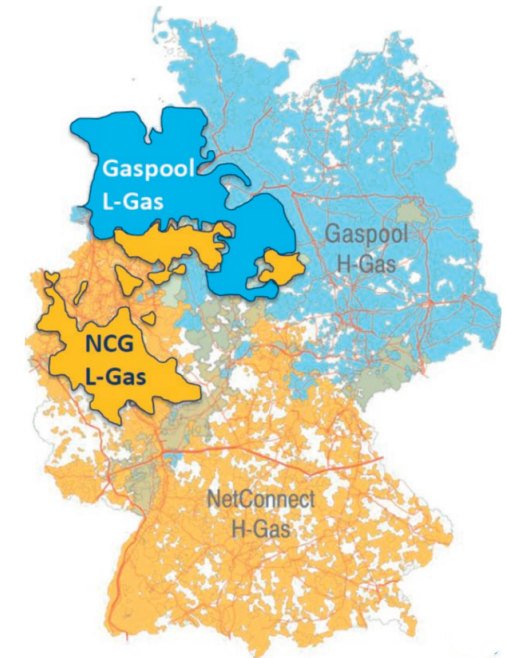 Gaspool
L-Gas
Gaspool
H-Gas
NCG
L-Gas
NetConnect
H-Gas